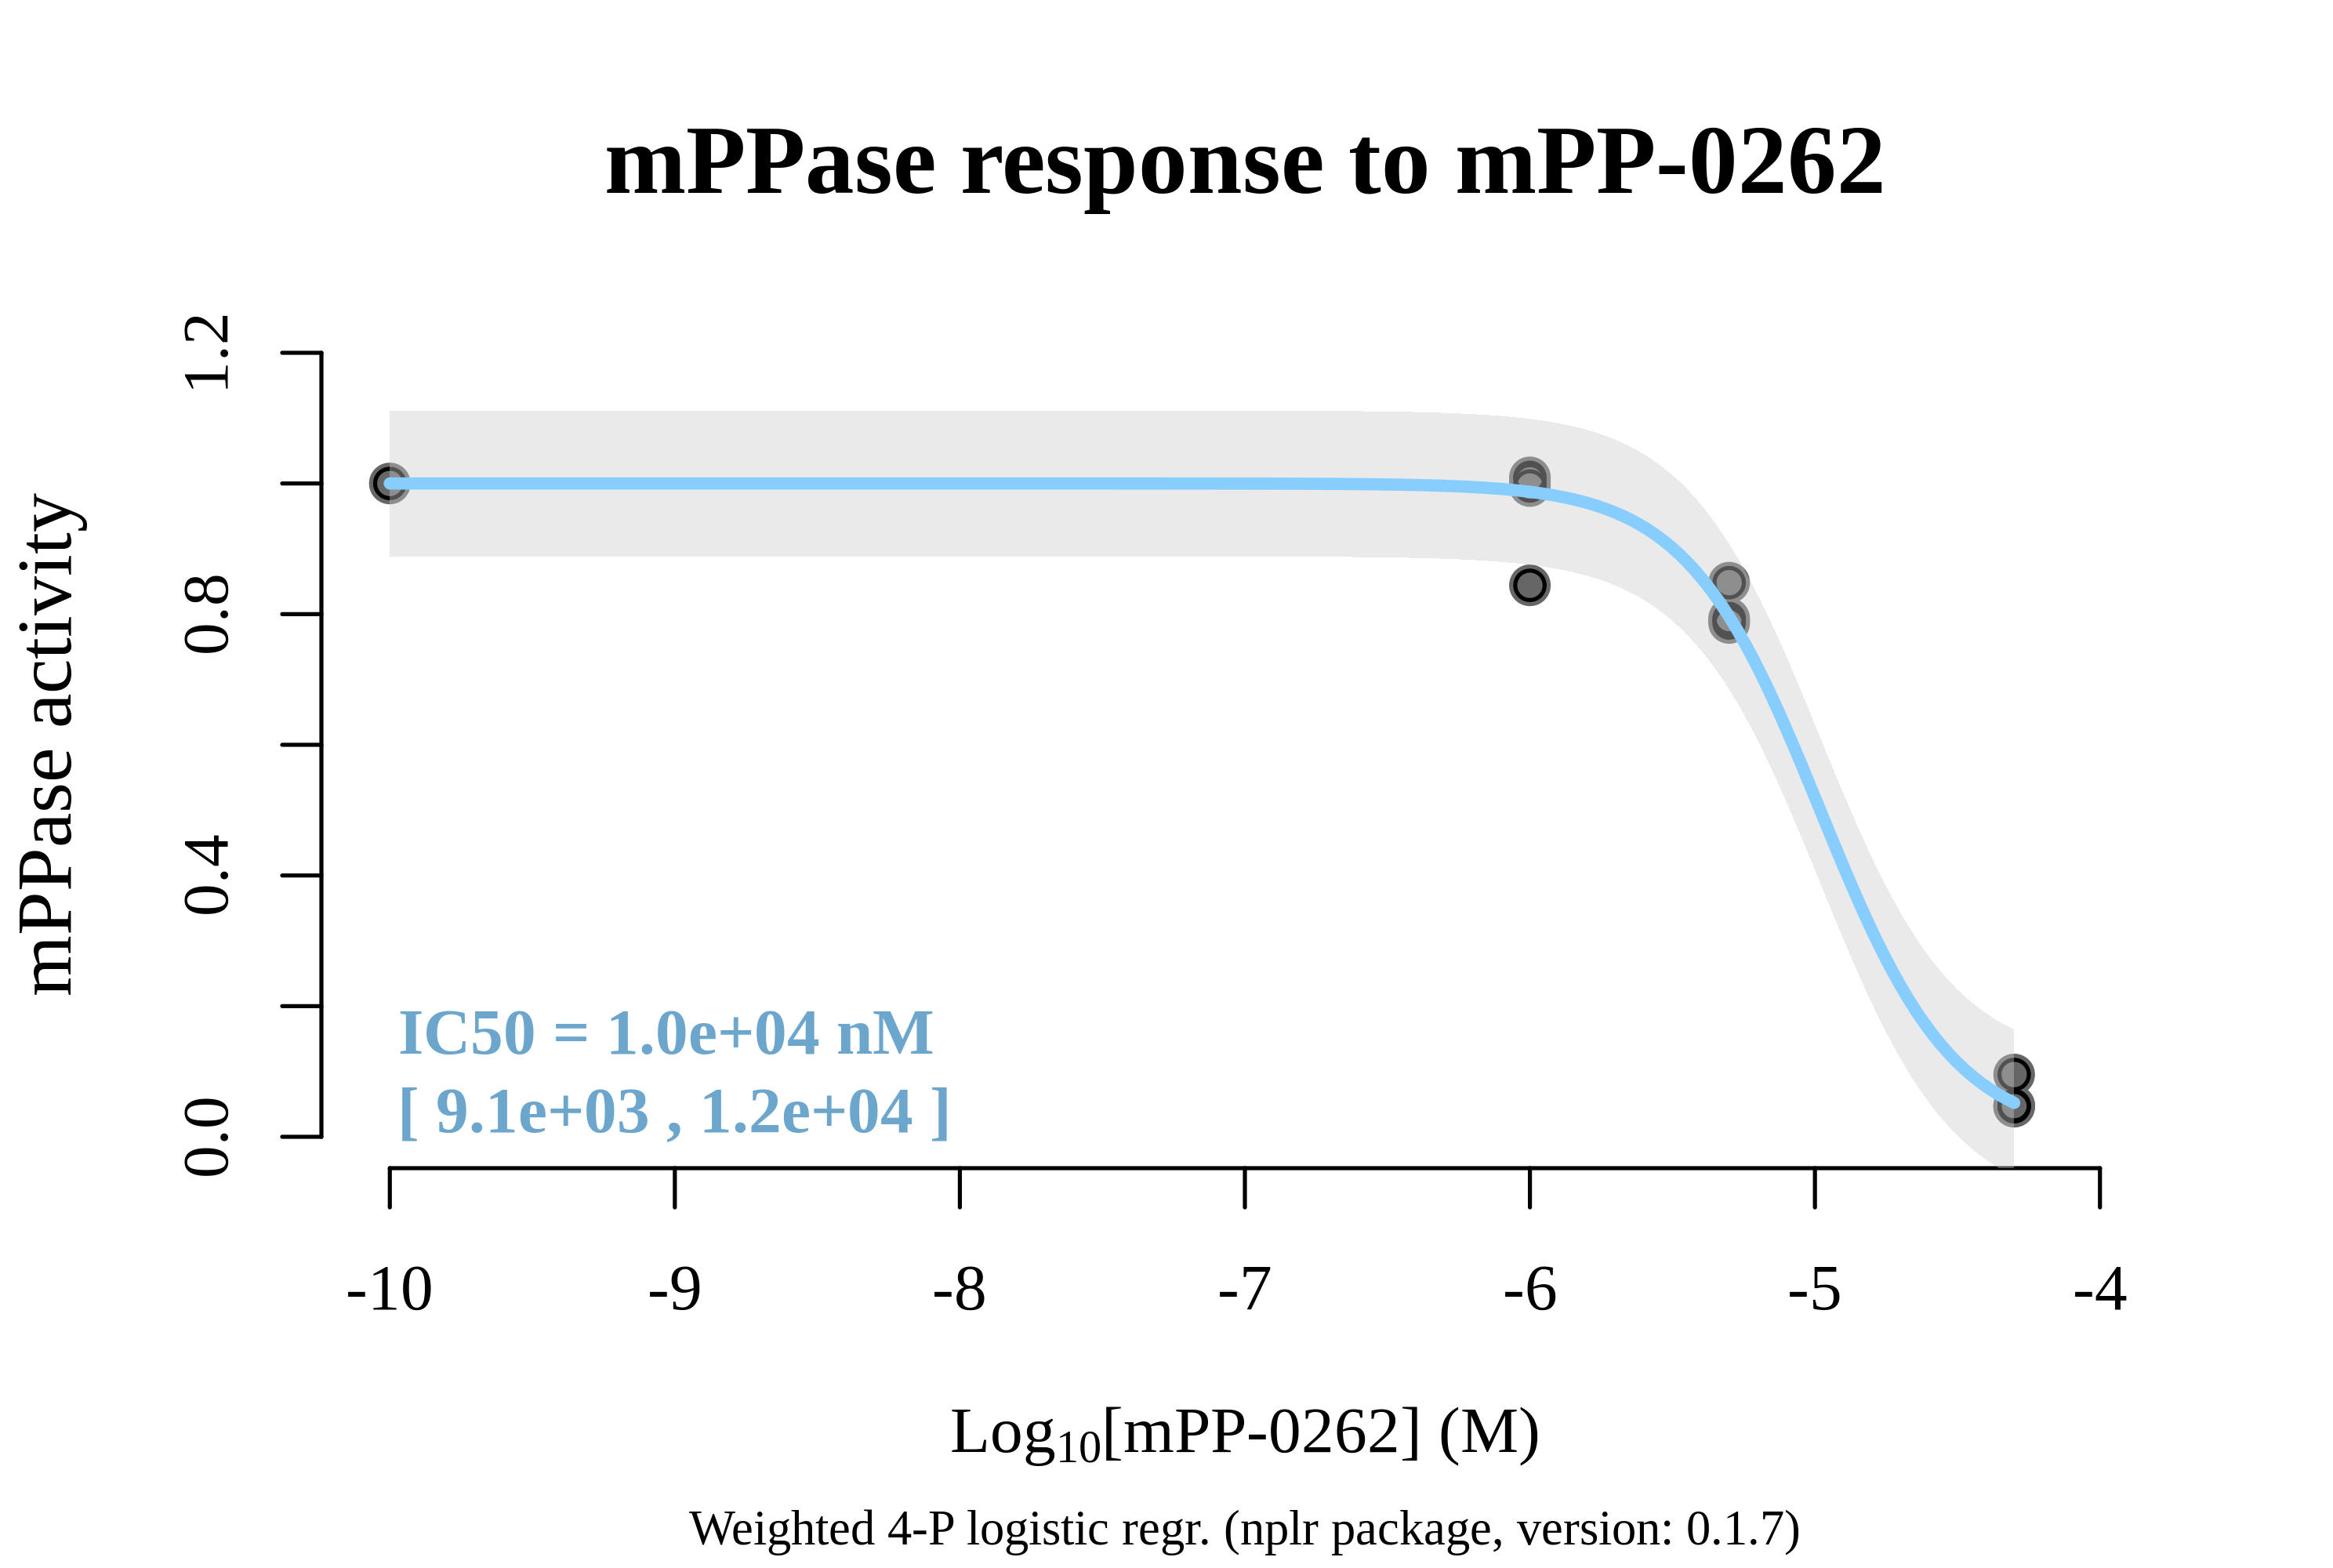 mPPase response to mPP-0262
mPPase activity
1.2
0.8
0.4
0.0
IC50 = 1.0e+04 nM
[ 9.1e+03 , 1.2e+04 ]
-10 -9 -8 -7 -6 -5 -4
Log10[mPP-0262] (M)
Weighted 4-P logistic regr. (nplr package, version: 0.1.7)